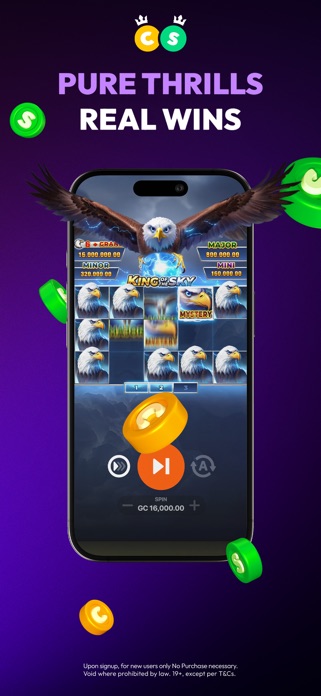 C S
PURE THRILLS
REAL WINS
S
GRAND
MAJOR
15.000.000.00
800.000.00
MINOR
MINI
320.000.00
160.000.00
KING OF THE SKY
MYSTERY
1 2 3
A
SPIN
GC 16,000.00
C
S
C
Upon signup, for new users only No Purchase necessary.
Void where prohibited by low. 19+, except per T&Cs.